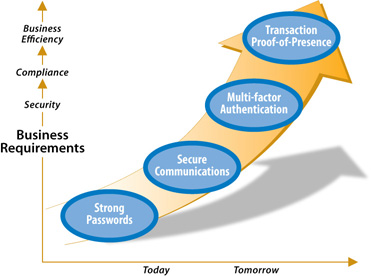 Business
Efficiency
Compliance
Security
Business
Requirements
Transaction
Proof-of-Presence
Multi-factor
Authentication
Secure
Communications
Strong
Passwords
Today
Tomorrow